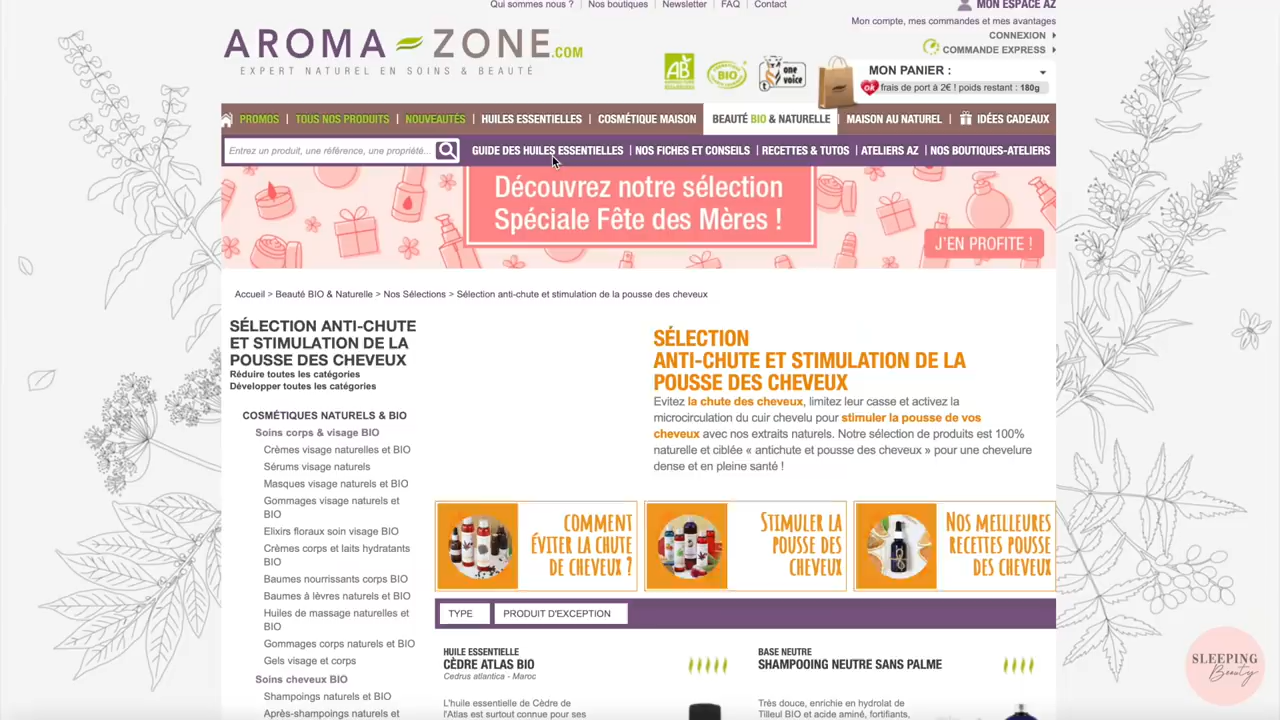 Qui sommes nous ? | Nos boutiques | Newsletter | FAQ | Contact
MON ESPACE AZ
Mon compte, mes commandes et mes avantages
CONNEXION
COMMANDE EXPRESS
AROMA-ZONE.COM
EXPERT NATUREL EN SOINS & BEAUTÉ
AB
BIO
one voice
MON PANIER :
ok frais de port à 2€ ! poids restant : 180g
PROMOS | TOUS NOS PRODUITS | NOUVEAUTÉS | HUILES ESSENTIELLES | COSMÉTIQUE MAISON | BEAUTÉ BIO & NATURELLE | MAISON AU NATUREL | IDÉES CADEAUX
Entrez un produit, une référence, une propriété...
GUIDE DES HUILES ESSENTIELLES | NOS FICHES ET CONSEILS | RECETTES & TUTOS | ATELIERS AZ | NOS BOUTIQUES-ATELIERS
Découvrez notre sélection
Spéciale Fête des Mères !
J'EN PROFITE !
Accueil > Beauté BIO & Naturelle > Nos Sélections > Sélection anti-chute et stimulation de la pousse des cheveux
SÉLECTION ANTI-CHUTE
ET STIMULATION DE LA
POUSSE DES CHEVEUX
Réduire toutes les catégories
Développer toutes les catégories
COSMÉTIQUES NATURELS & BIO
Soins corps & visage BIO
Crèmes visage naturelles et BIO
Sérums visage naturels
Masques visage naturels et BIO
Gommages visage naturels et
BIO
Elixirs floraux soin visage BIO
Crèmes corps et laits hydratants
BIO
Baumes nourrissants corps BIO
Baumes à lèvres naturels et BIO
Huiles de massage naturelles et
BIO
Gommages corps naturels et BIO
Gels visage et corps
Soins cheveux BIO
Shampoings naturels et BIO
Après-shampoings naturels et
SÉLECTION
ANTI-CHUTE ET STIMULATION DE LA
POUSSE DES CHEVEUX
Evitez la chute des cheveux, limitez leur casse et activez la
microcirculation du cuir chevelu pour stimuler la pousse de vos
cheveux avec nos extraits naturels. Notre sélection de produits est 100%
naturelle et ciblée « antichute et pousse des cheveux » pour une chevelure
dense et en pleine santé !
COMMENT
ÉVITER LA CHUTE
DE CHEVEUX ?
STIMULER LA
POUSSE DES
CHEVEUX
NOS MEILLEURES
RECETTES POUSSE
DES CHEVEUX
TYPE
PRODUIT D'EXCEPTION
HUILE ESSENTIELLE
CÈDRE ATLAS BIO
Cedrus atlantica - Maroc
L'huile essentielle de Cèdre de
l'Atlas est surtout connue pour ses
BASE NEUTRE
SHAMPOOING NEUTRE SANS PALME
Très douce, enrichie en hydrolat de
Tilleul BIO et acide aminé, fortifiants,
SLEEPING
Beauty